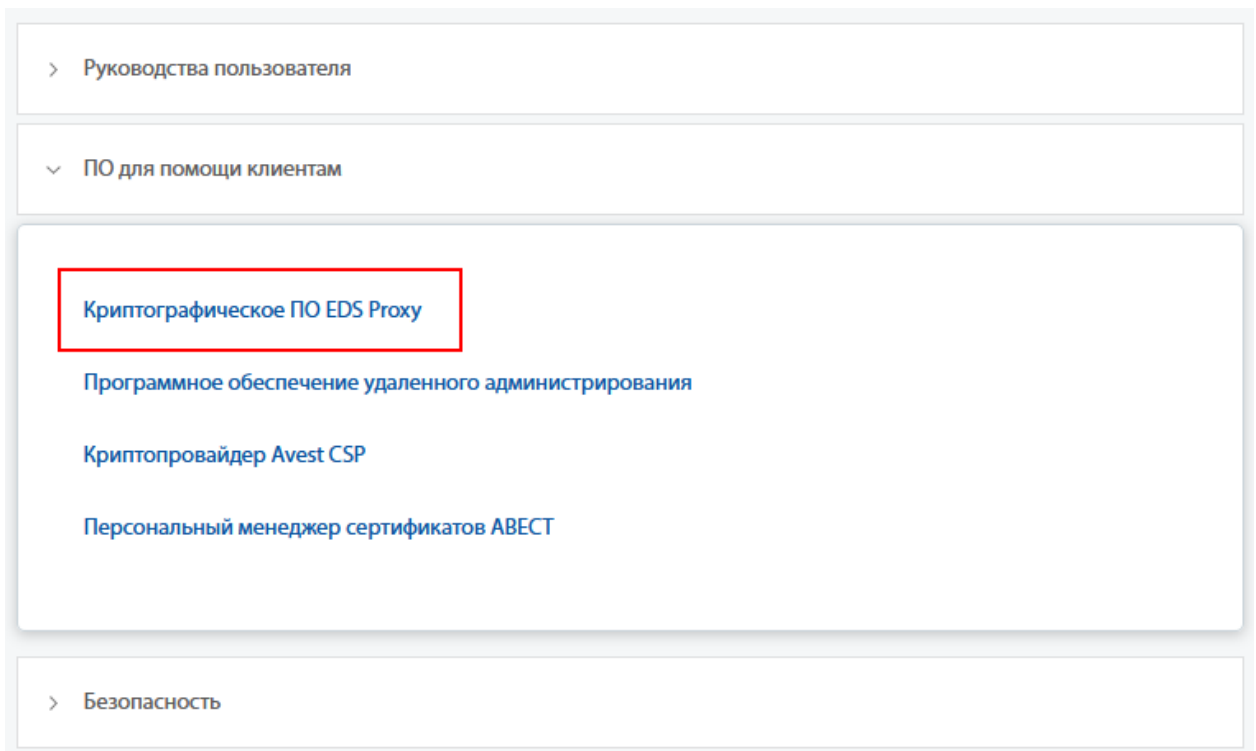 Руководства пользователя
ПО для помощи клиентам
Криптографическое ПО EDS Proxy
Программное обеспечение удаленного администрирования
Криптопровайдер Avest CSP
Персональный менеджер сертификатов АВЕСТ
Безопасность